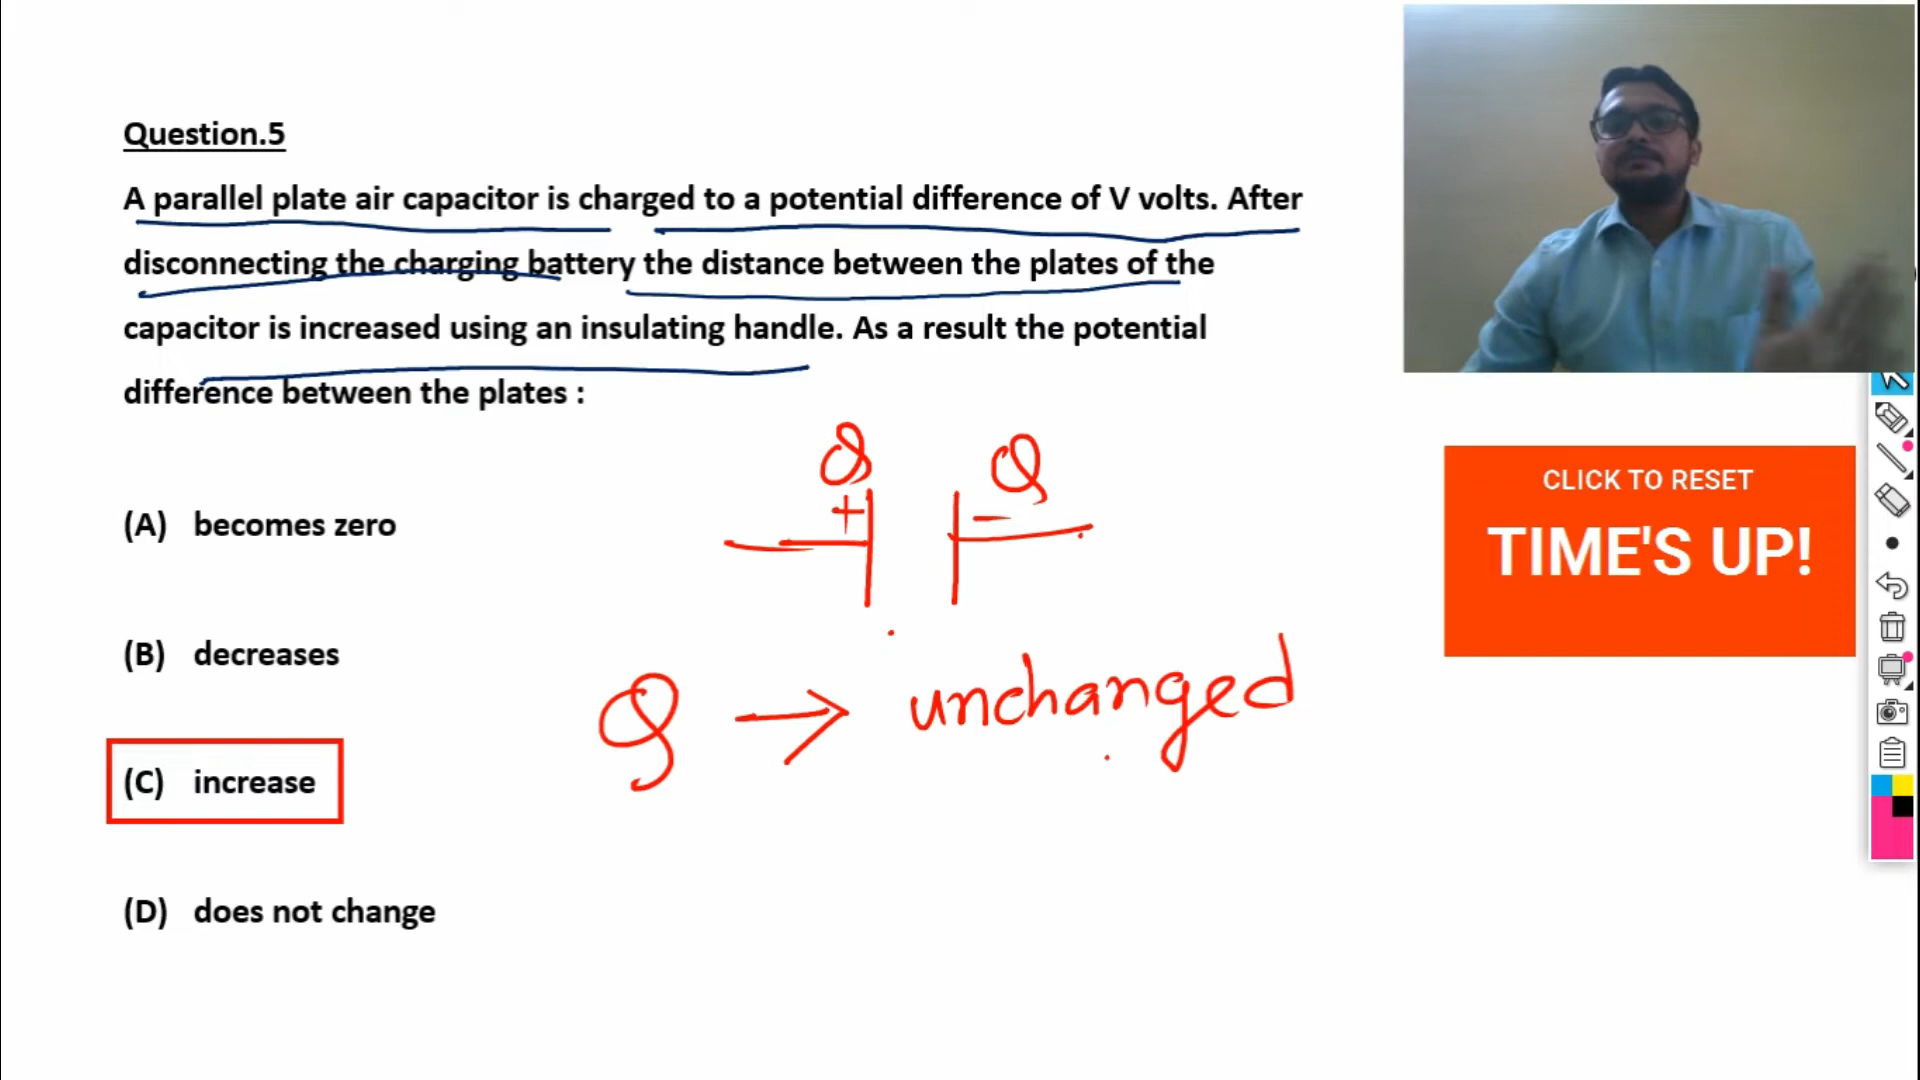 Question.5
A parallel plate air capacitor is charged to a potential difference of V volts. After
disconnecting the charging battery the distance between the plates of the
capacitor is increased using an insulating handle. As a result the potential
difference between the plates :
Q Q
+ −
(A) becomes zero
(B) decreases
Q → unchanged
(C) increase
(D) does not change
CLICK TO RESET
TIME'S UP!